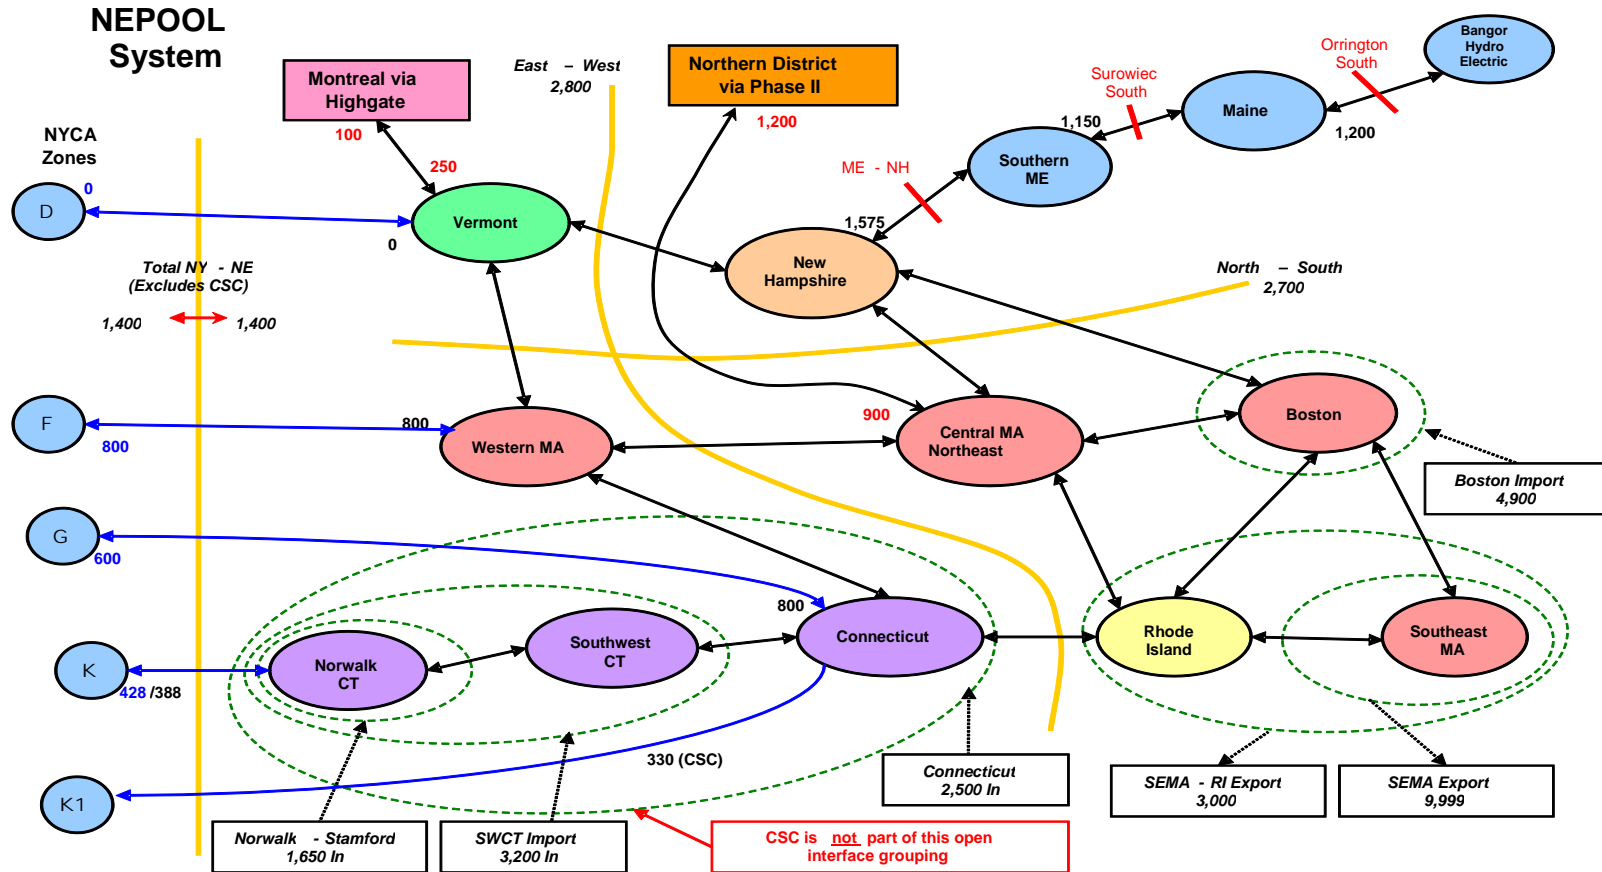 NEPOOL
System
Montreal via
Highgate
100
250
East – West
2,800
Northern District
via Phase II
1,200
Surowiec
South
Orrington
South
Bangor
Hydro
Electric
Maine
1,150
1,200
Southern
ME
ME - NH
1,575
NYCA
Zones
D
0
0
Vermont
New
Hampshire
Total NY - NE
(Excludes CSC)
1,400
1,400
North – South
2,700
F
800
800
Western MA
900
Central MA
Northeast
Boston
Boston Import
4,900
G
600
800
Connecticut
Rhode
Island
Southeast
MA
K
428 /388
Norwalk
CT
Southwest
CT
K1
330 (CSC)
Norwalk - Stamford
1,650 In
SWCT Import
3,200 In
Connecticut
2,500 In
SEMA - RI Export
3,000
SEMA Export
9,999
CSC is not part of this open
interface grouping